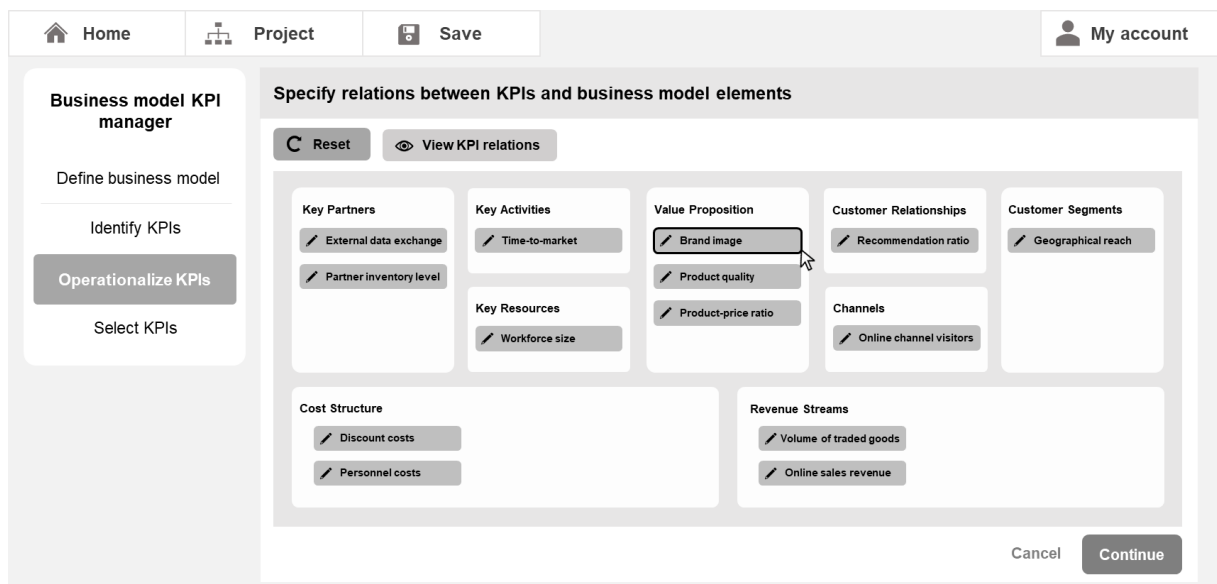 Home
Project
Save
My account
Business model KPI
manager
Define business model
Identify KPIs
Operationalize KPIs
Select KPIs
Specify relations between KPIs and business model elements
Reset
View KPI relations
Key Partners
External data exchange
Partner inventory level
Key Activities
Time-to-market
Key Resources
Workforce size
Value Proposition
Brand image
Product quality
Product-price ratio
Customer Relationships
Recommendation ratio
Channels
Online channel visitors
Customer Segments
Geographical reach
Cost Structure
Discount costs
Personnel costs
Revenue Streams
Volume of traded goods
Online sales revenue
Cancel
Continue